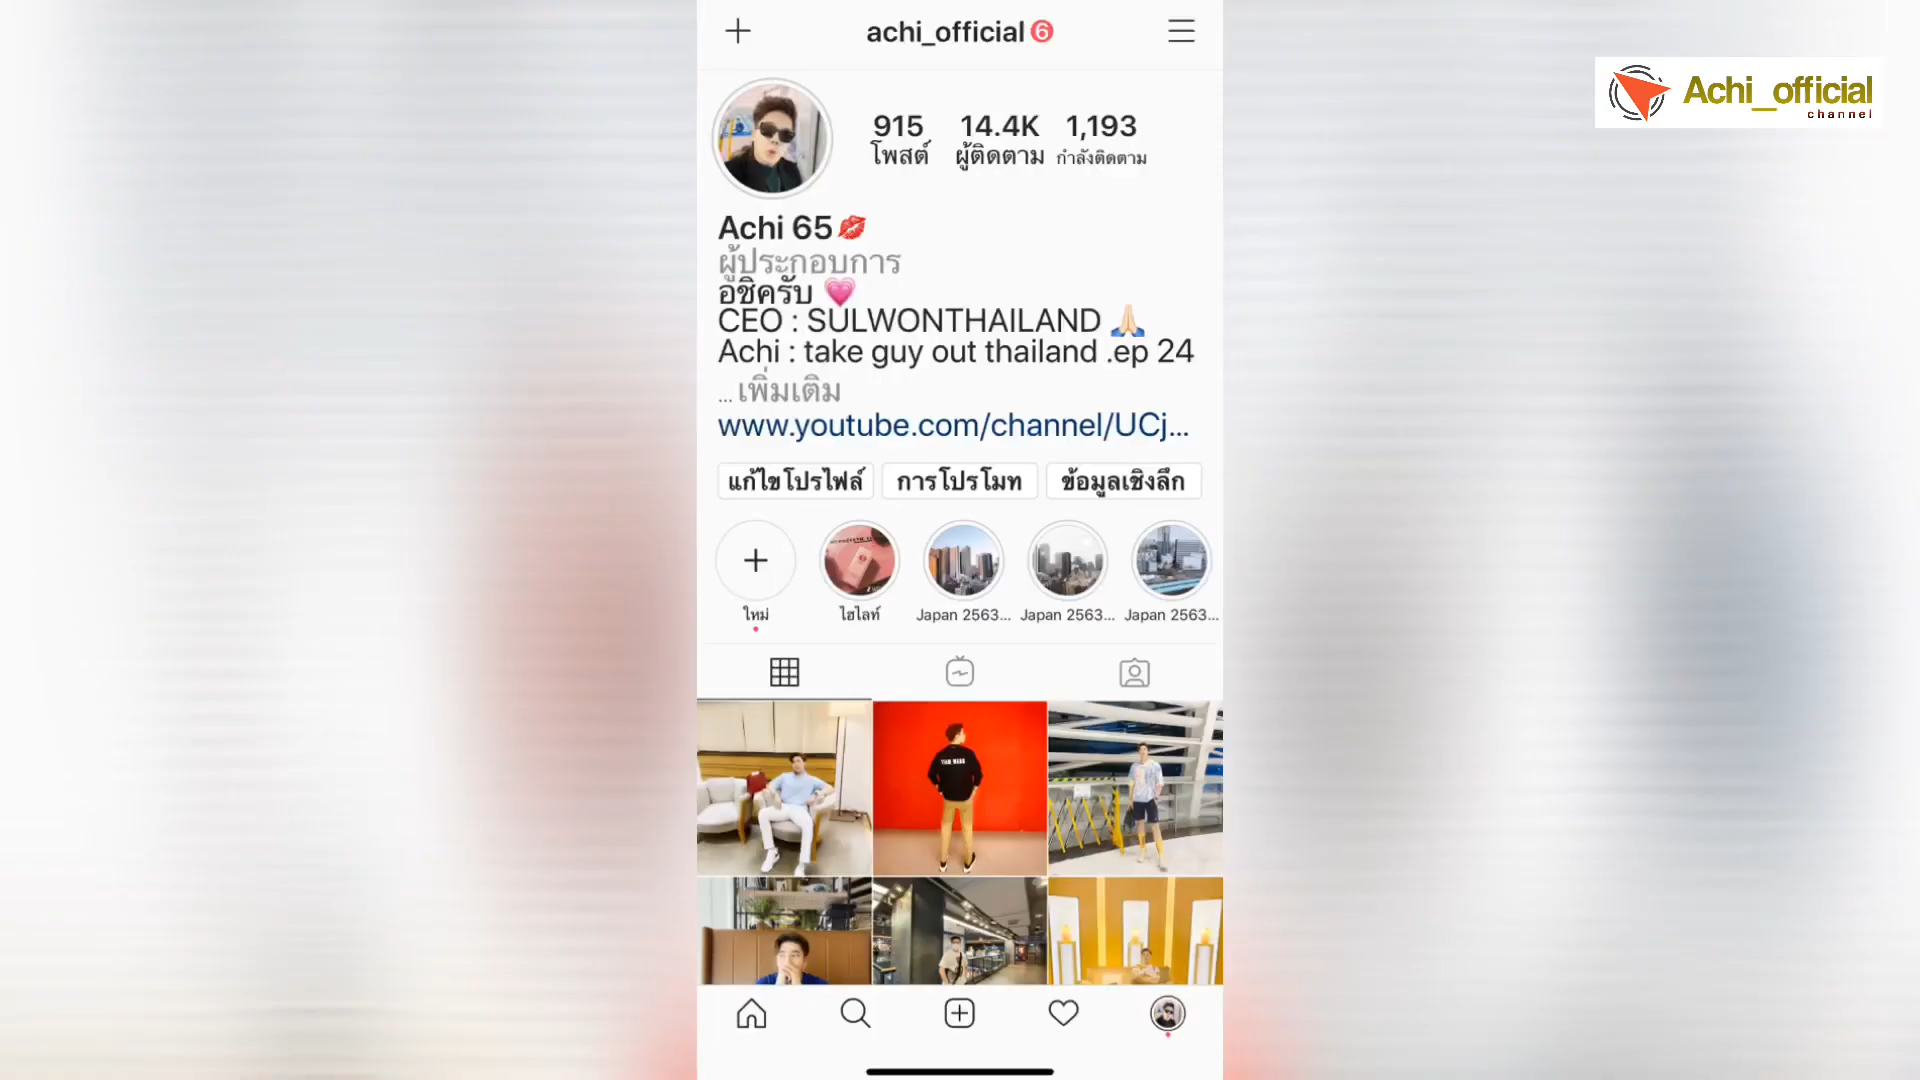 achi_official 6
Achi_official
channel
915 14.4K 1,193
โพสต์ ผู้ติดตาม กำลังติดตาม
Achi 65💋
ผู้ประกอบการ
อชิครับ 💗
CEO : SULWONTHAILAND 🙏🏻
Achi : take guy out thailand .ep 24
... เพิ่มเติม
www.youtube.com/channel/UCj...
แก้ไขโปรไฟล์ การโปรโมท ข้อมูลเชิงลึก
ใหม่ ไฮไลท์ Japan 2563... Japan 2563... Japan 2563...